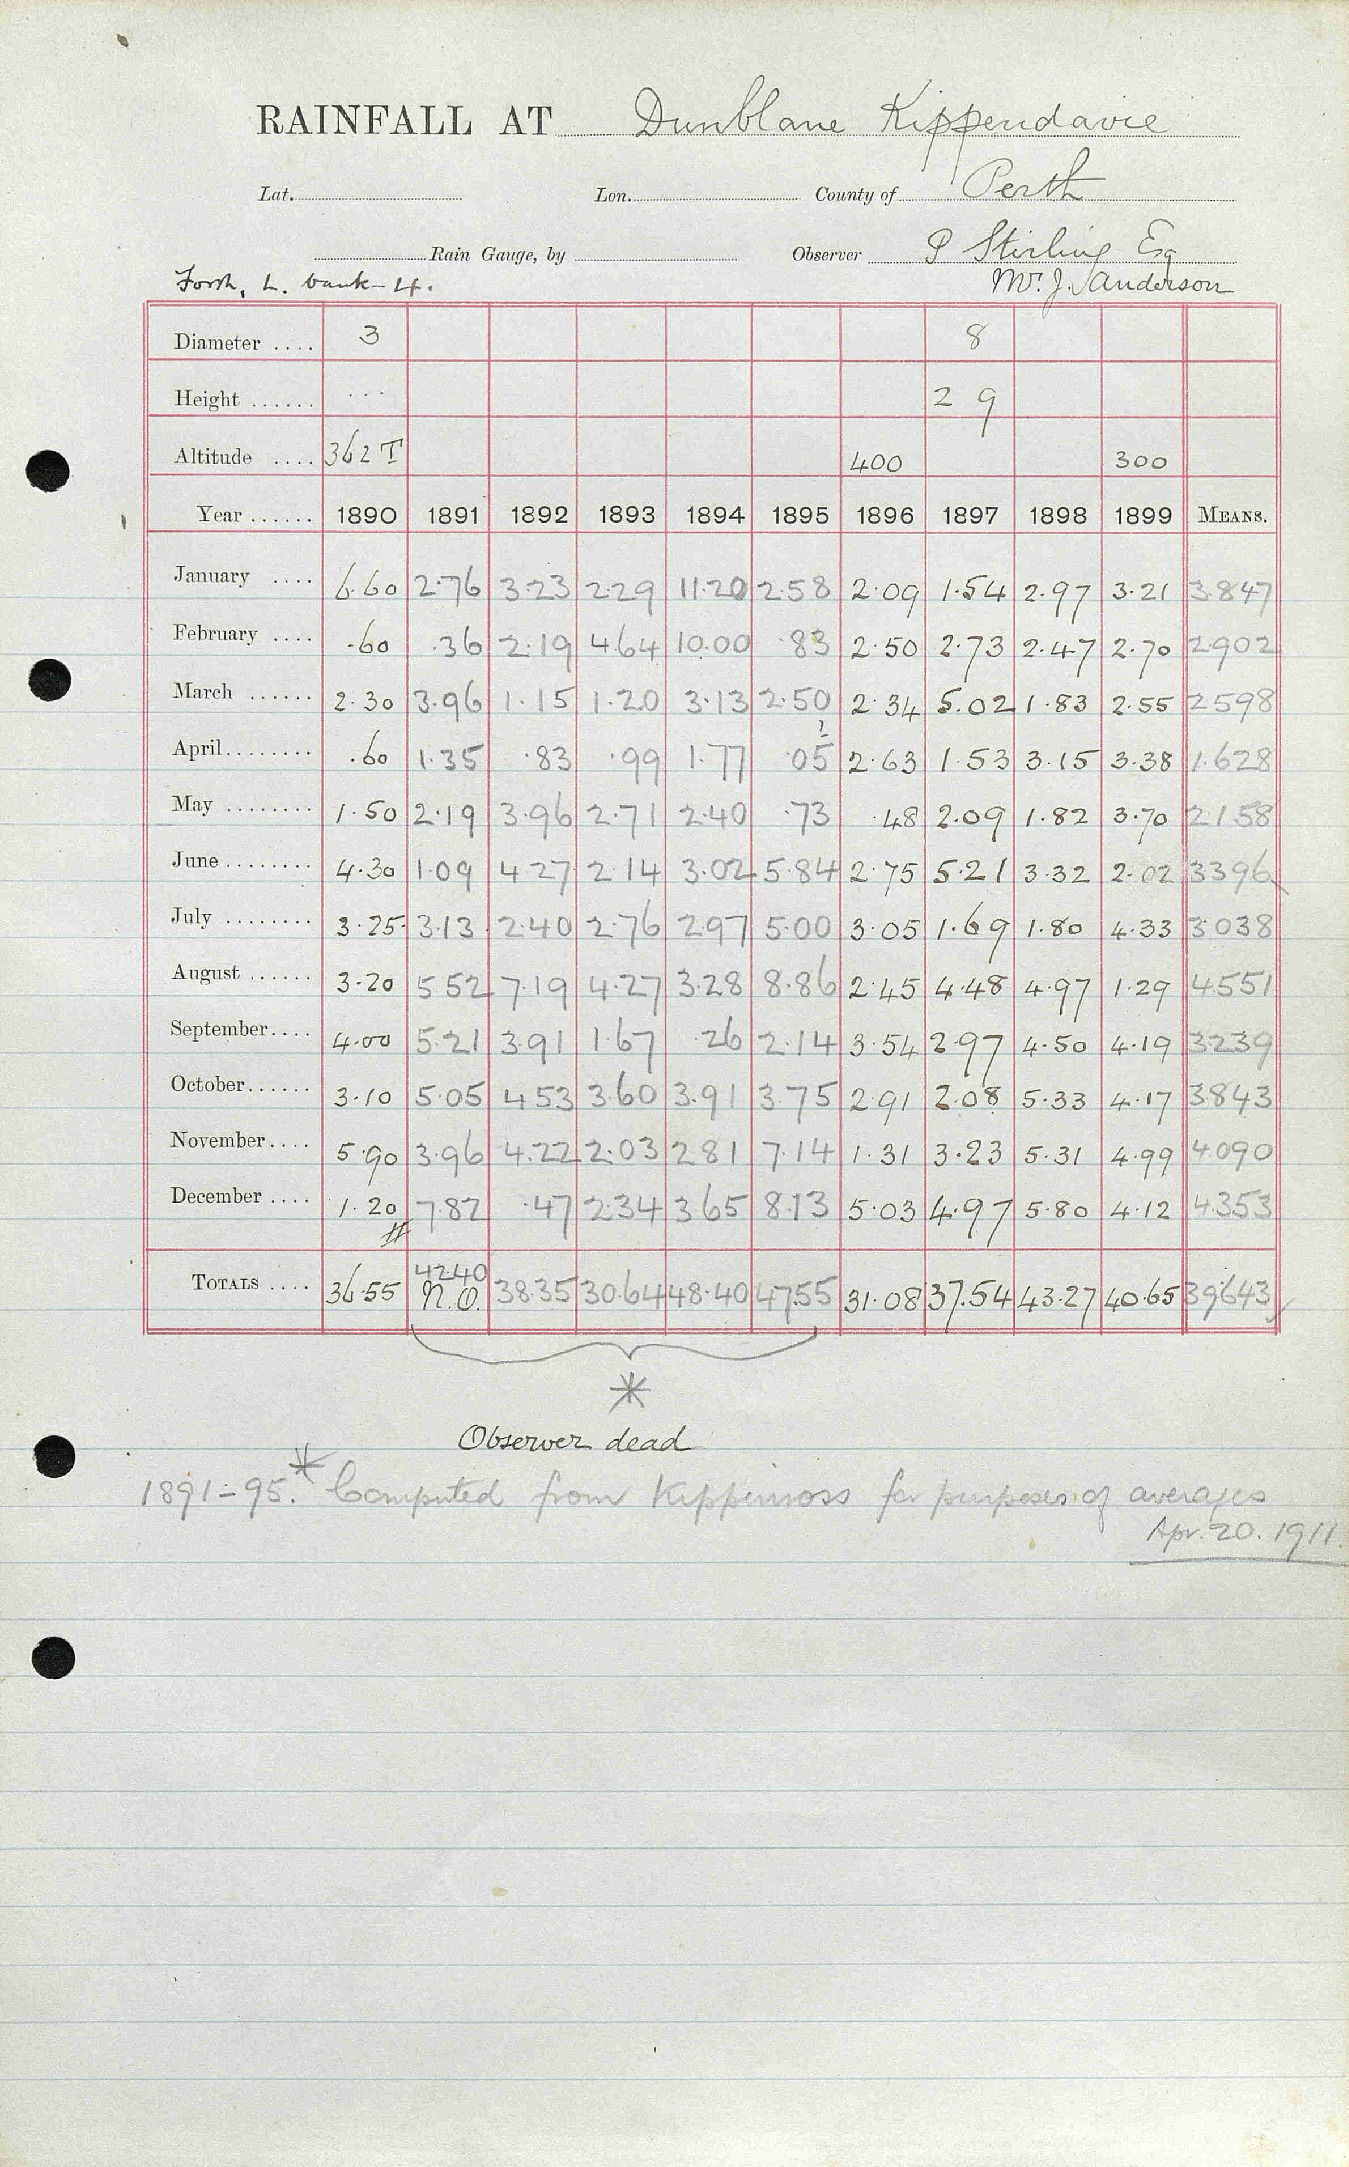 RAINFALL AT Dunblane Kippendavie
Lat. Lon. County of Perth
Rain Gauge, by Observer P Stirling Esq
Forth, L. bank - 4. Mr. J. Anderson
Diameter .... 3 8
Height ...... ... 2 9
Altitude .... 362 T 400 300
Year ...... 1890 1891 1892 1893 1894 1895 1896 1897 1898 1899 MEANS.
January .... 6.60 2.76 3.23 2.29 11.20 2.58 2.09 1.54 2.97 3.21 3.847
February .... .60 .36 2.19 4.64 10.00 .83 2.50 2.73 2.47 2.70 2.902
March ...... 2.30 3.96 1.15 1.20 3.13 2.50 2.34 5.02 1.83 2.55 2.598
April ........ .60 1.35 .83 .99 1.77 .05 ? 2.63 1.53 3.15 3.38 1.628
May ........ 1.50 2.19 3.96 2.71 2.40 .73 .48 2.09 1.82 3.70 2.158
June ........ 4.30 1.09 4.27 2.14 3.02 5.84 2.75 5.21 3.32 2.02 3.396
July ........ 3.25 3.13 2.40 2.76 2.97 5.00 3.05 1.69 1.80 4.33 3.038
August ...... 3.20 5.52 7.19 4.27 3.28 8.86 2.45 4.48 4.97 1.29 4.551
September .... 4.00 5.21 3.91 1.67 .26 2.14 3.54 2.97 4.50 4.19 3.239
October ...... 3.10 5.05 4.53 3.60 3.91 3.75 2.91 2.08 5.33 4.17 3.843
November .... 5.90 3.96 4.22 2.03 2.81 7.14 1.31 3.23 5.31 4.99 4.090
December .... 1.20 7.82 .47 2.34 3.65 8.13 5.03 4.97 5.80 4.12 4.353
TOTALS .... 36.55 42.40 N.O. 38.35 30.64 48.40 47.55 31.08 37.54 43.27 40.65 39.643
*
Observer dead
1891-95.* Computed from Kippenross for purposes of averages
Apr. 20. 1911.